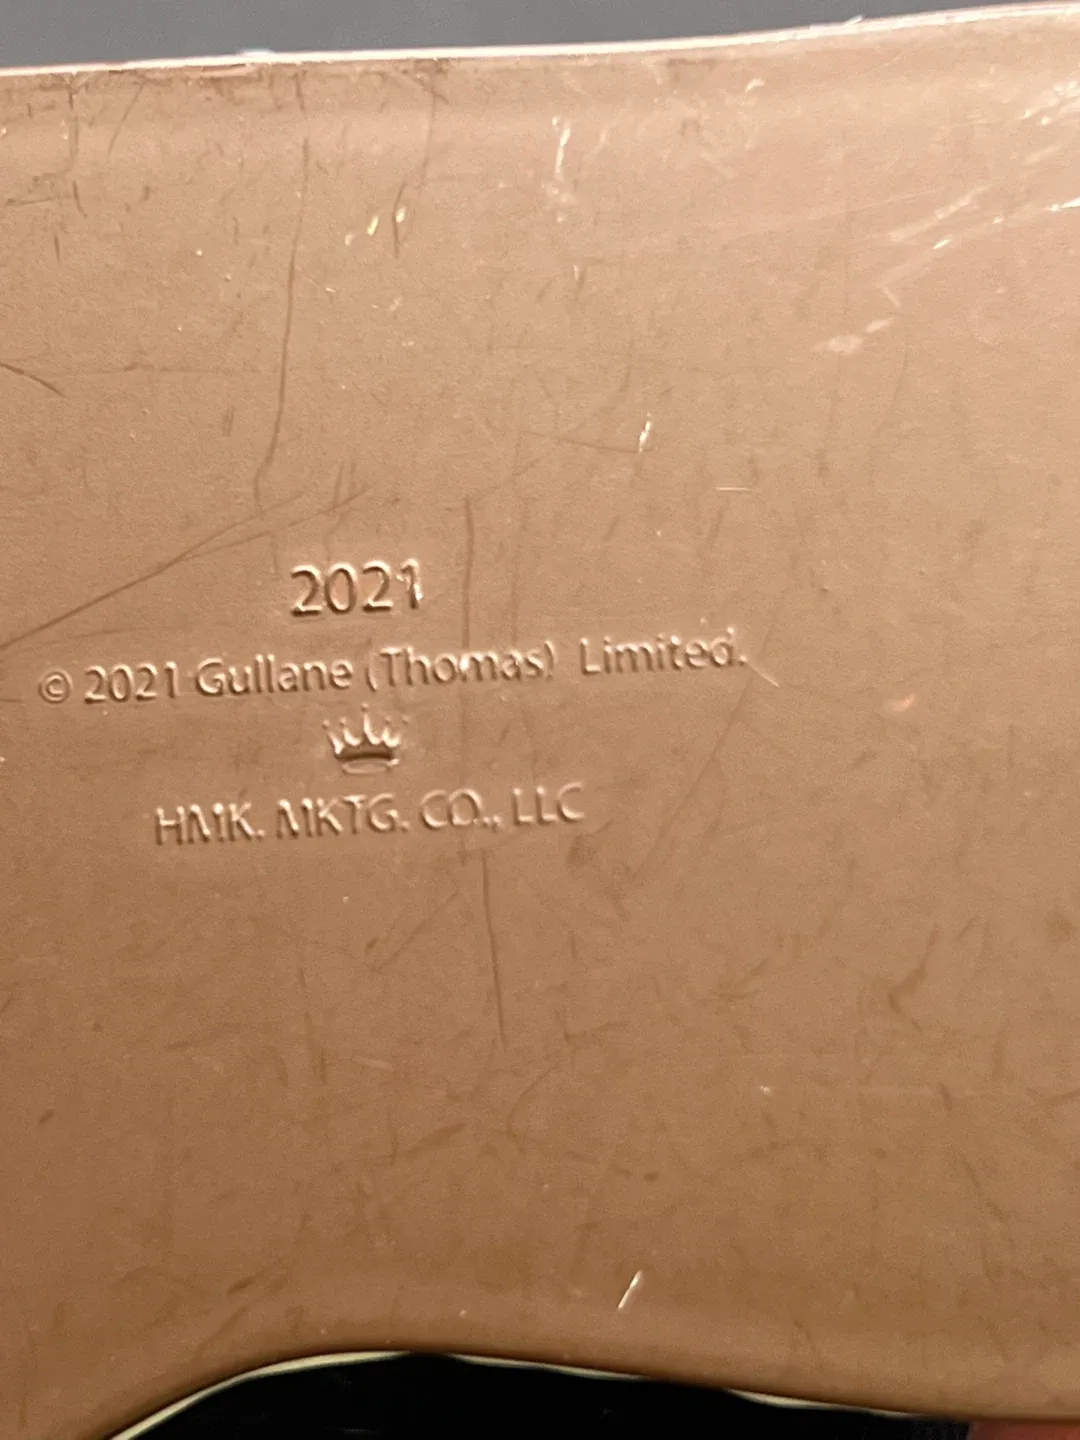 2021
© 2021 Gullane (Thomas) Limited.
HMK. MKTG. CO., LLC